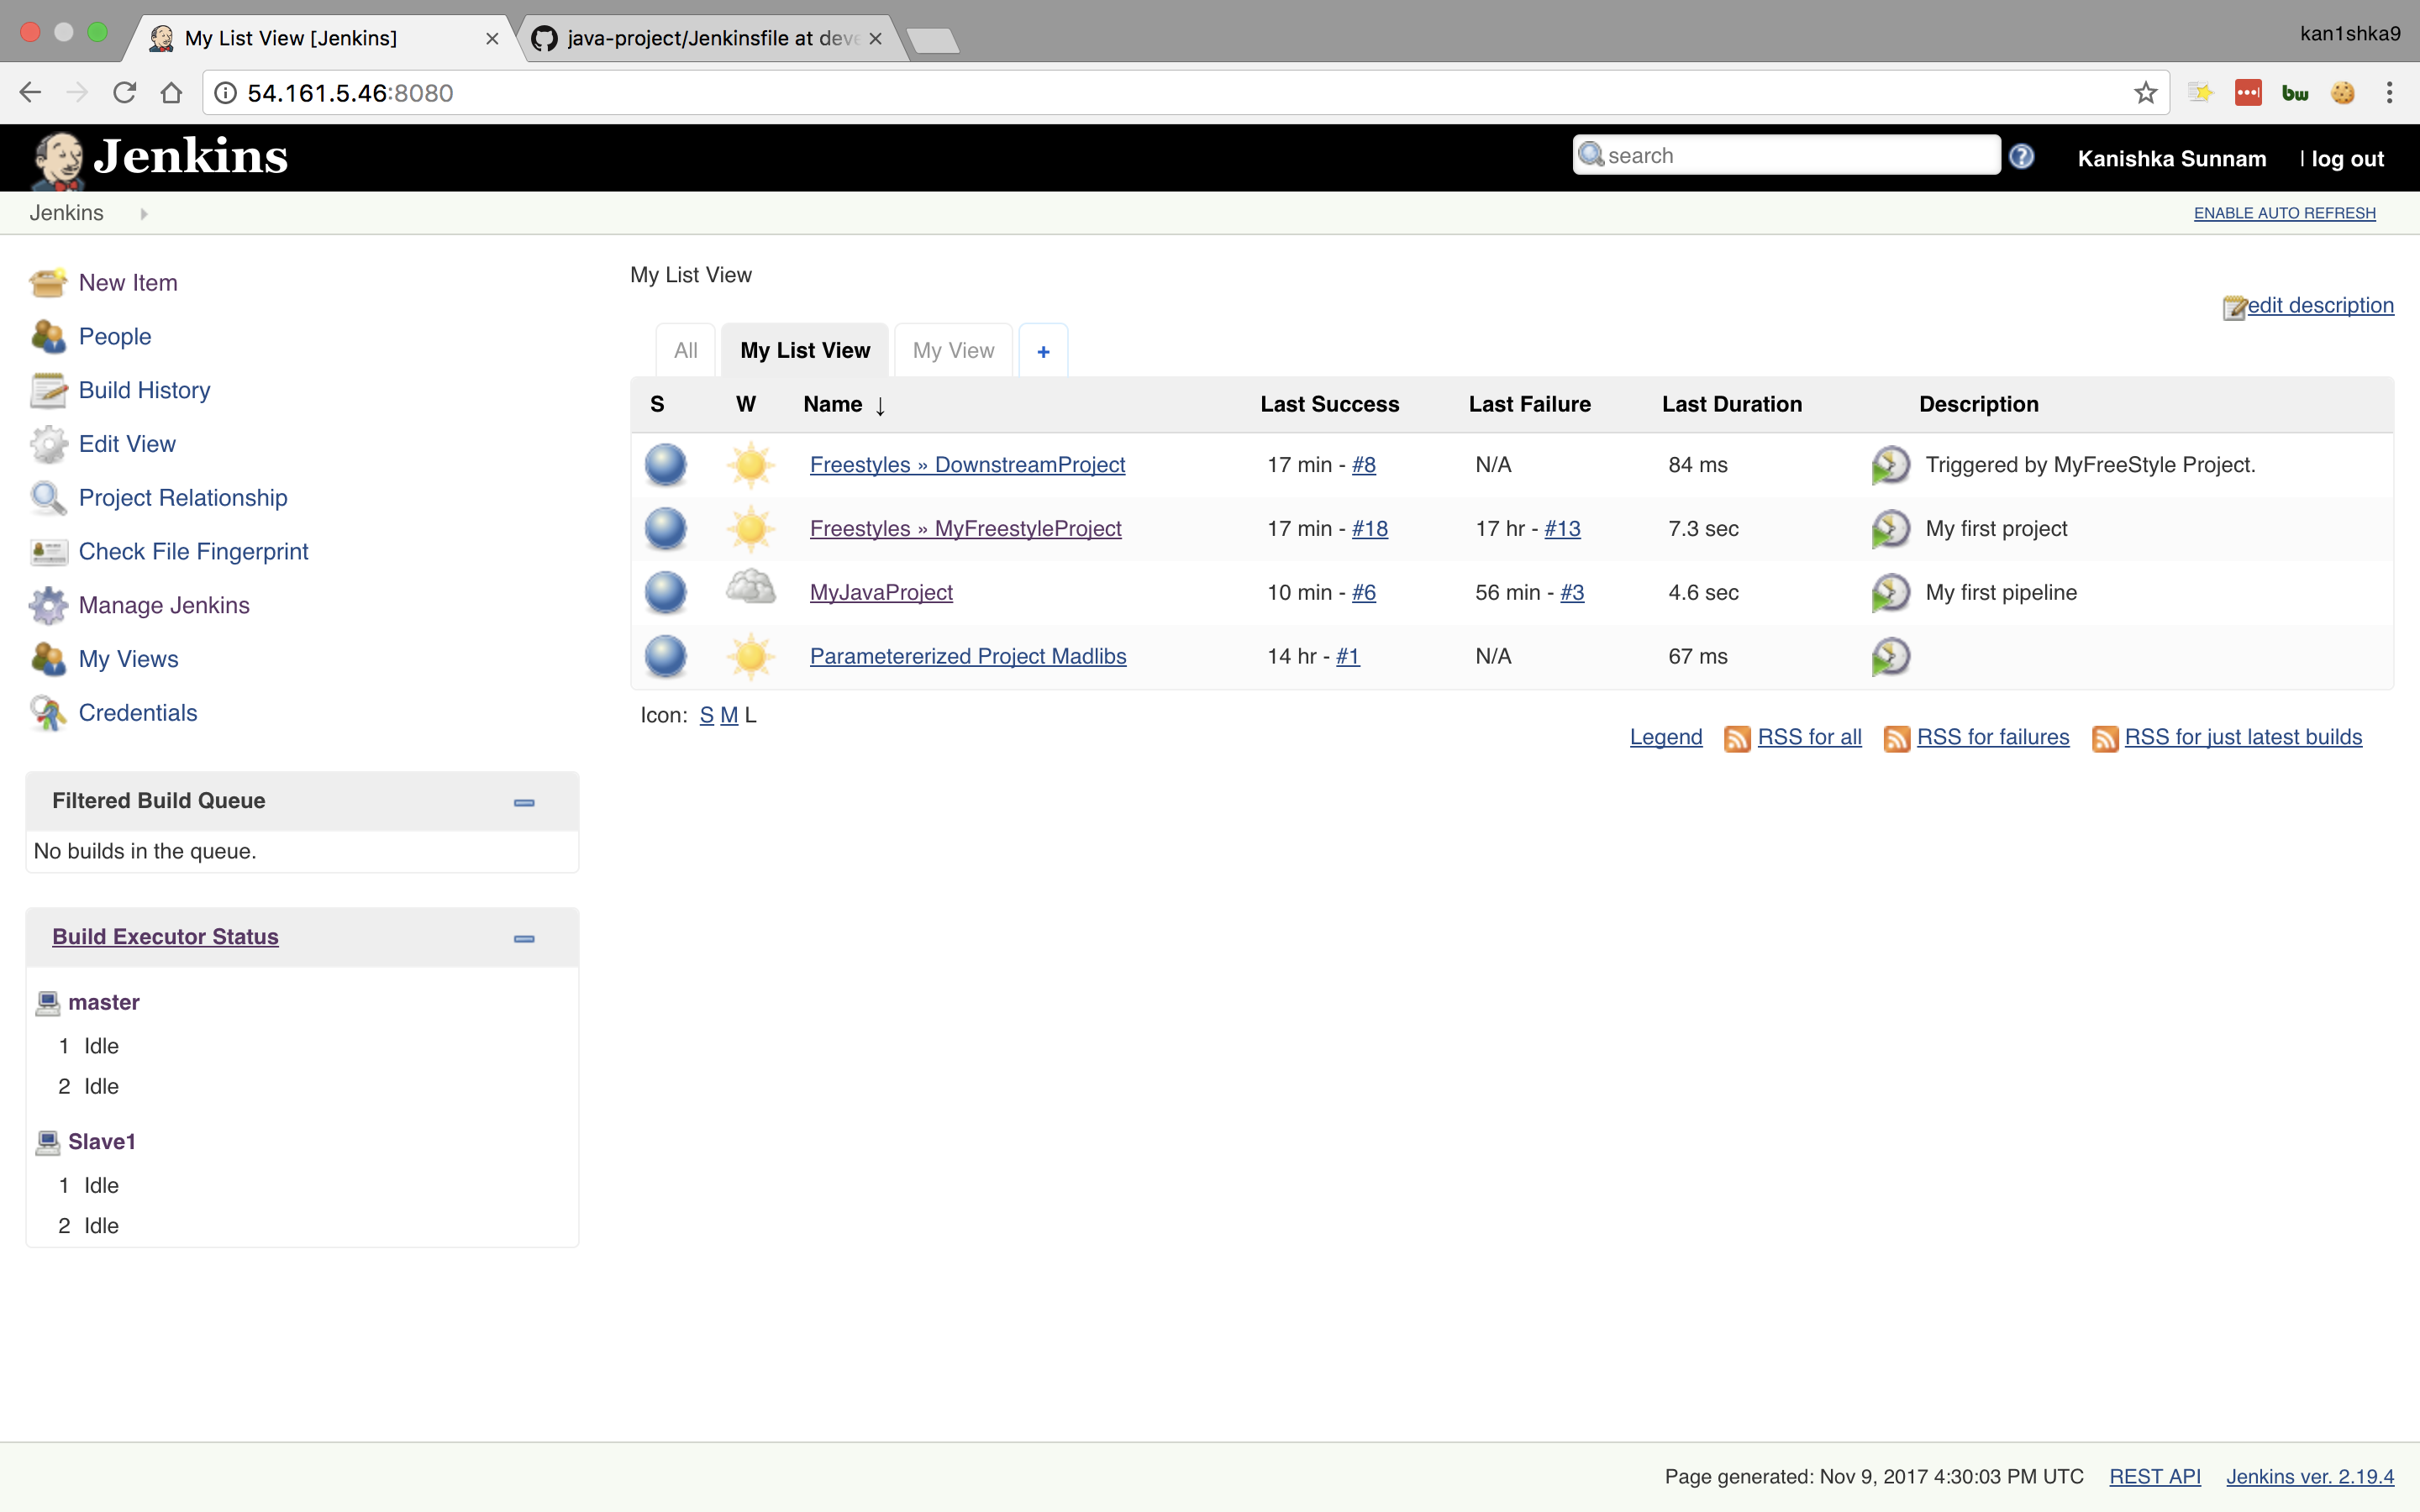 My List View [Jenkins]
java-project/Jenkinsfile at deve
kan1shka9
54.161.5.46:8080
bw
Jenkins
search
Kanishka Sunnam | log out
Jenkins
ENABLE AUTO REFRESH
New Item
People
Build History
Edit View
Project Relationship
Check File Fingerprint
Manage Jenkins
My Views
Credentials
Filtered Build Queue
No builds in the queue.
Build Executor Status
master
1 Idle
2 Idle
Slave1
1 Idle
2 Idle
My List View
edit description
All My List View My View +
S W Name ↓ Last Success Last Failure Last Duration Description
Freestyles » DownstreamProject 17 min - #8 N/A 84 ms Triggered by MyFreeStyle Project.
Freestyles » MyFreestyleProject 17 min - #18 17 hr - #13 7.3 sec My first project
MyJavaProject 10 min - #6 56 min - #3 4.6 sec My first pipeline
Parametererized Project Madlibs 14 hr - #1 N/A 67 ms
Icon: S M L
Legend RSS for all RSS for failures RSS for just latest builds
Page generated: Nov 9, 2017 4:30:03 PM UTC REST API Jenkins ver. 2.19.4